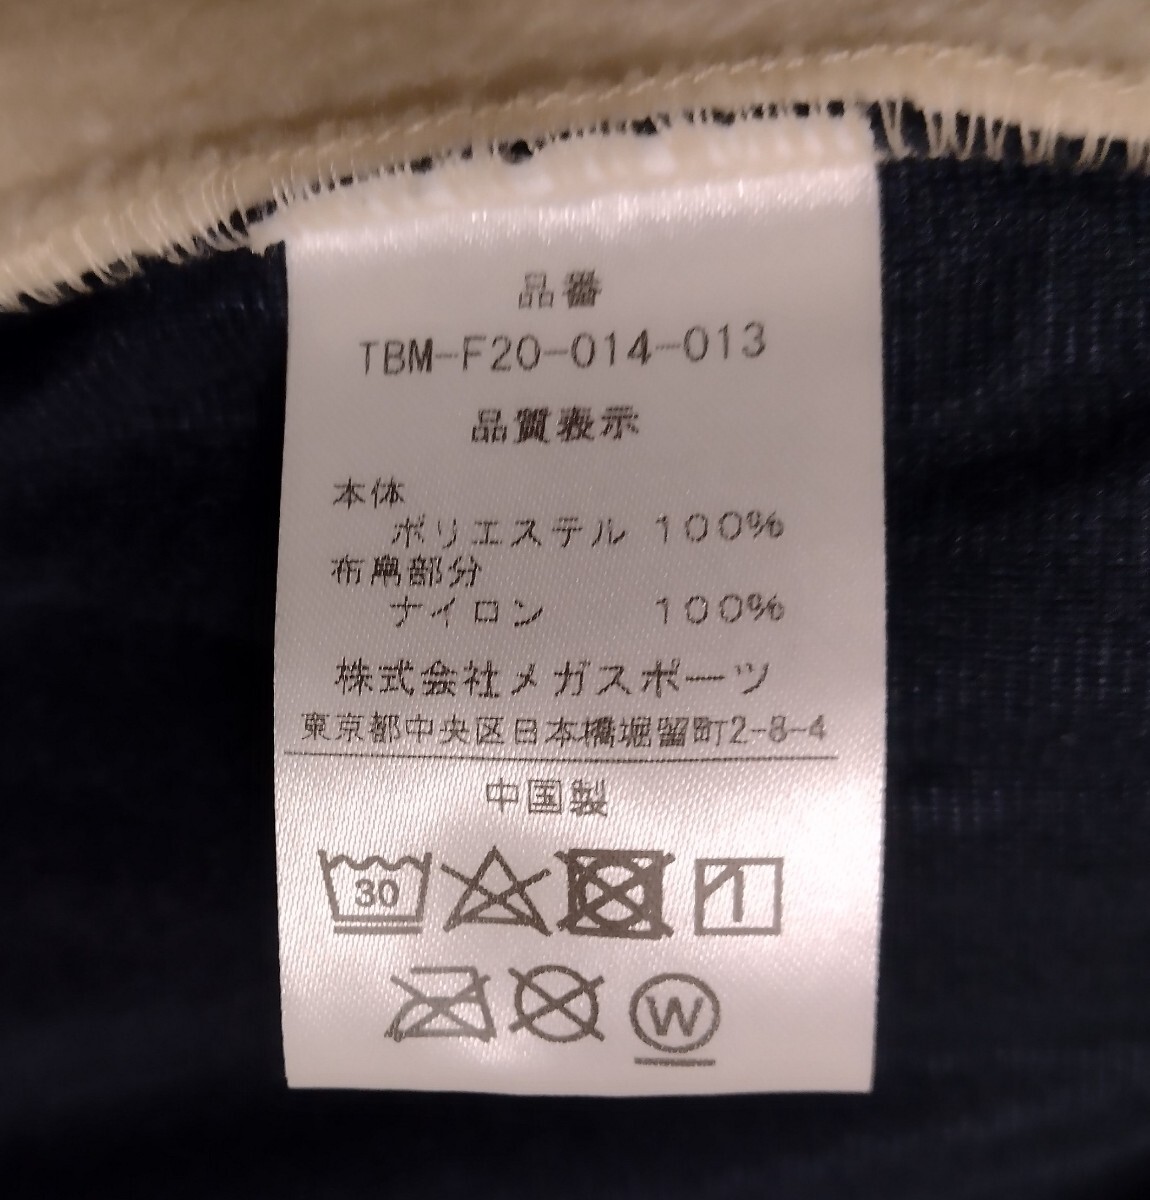 品番
TBM-F20-014-013
品質表示
本体
ポリエステル 100%
布帛部分
ナイロン 100%
株式会社メガスポーツ
東京都中央区日本橋堀留町2-8-4
中国製
30
W